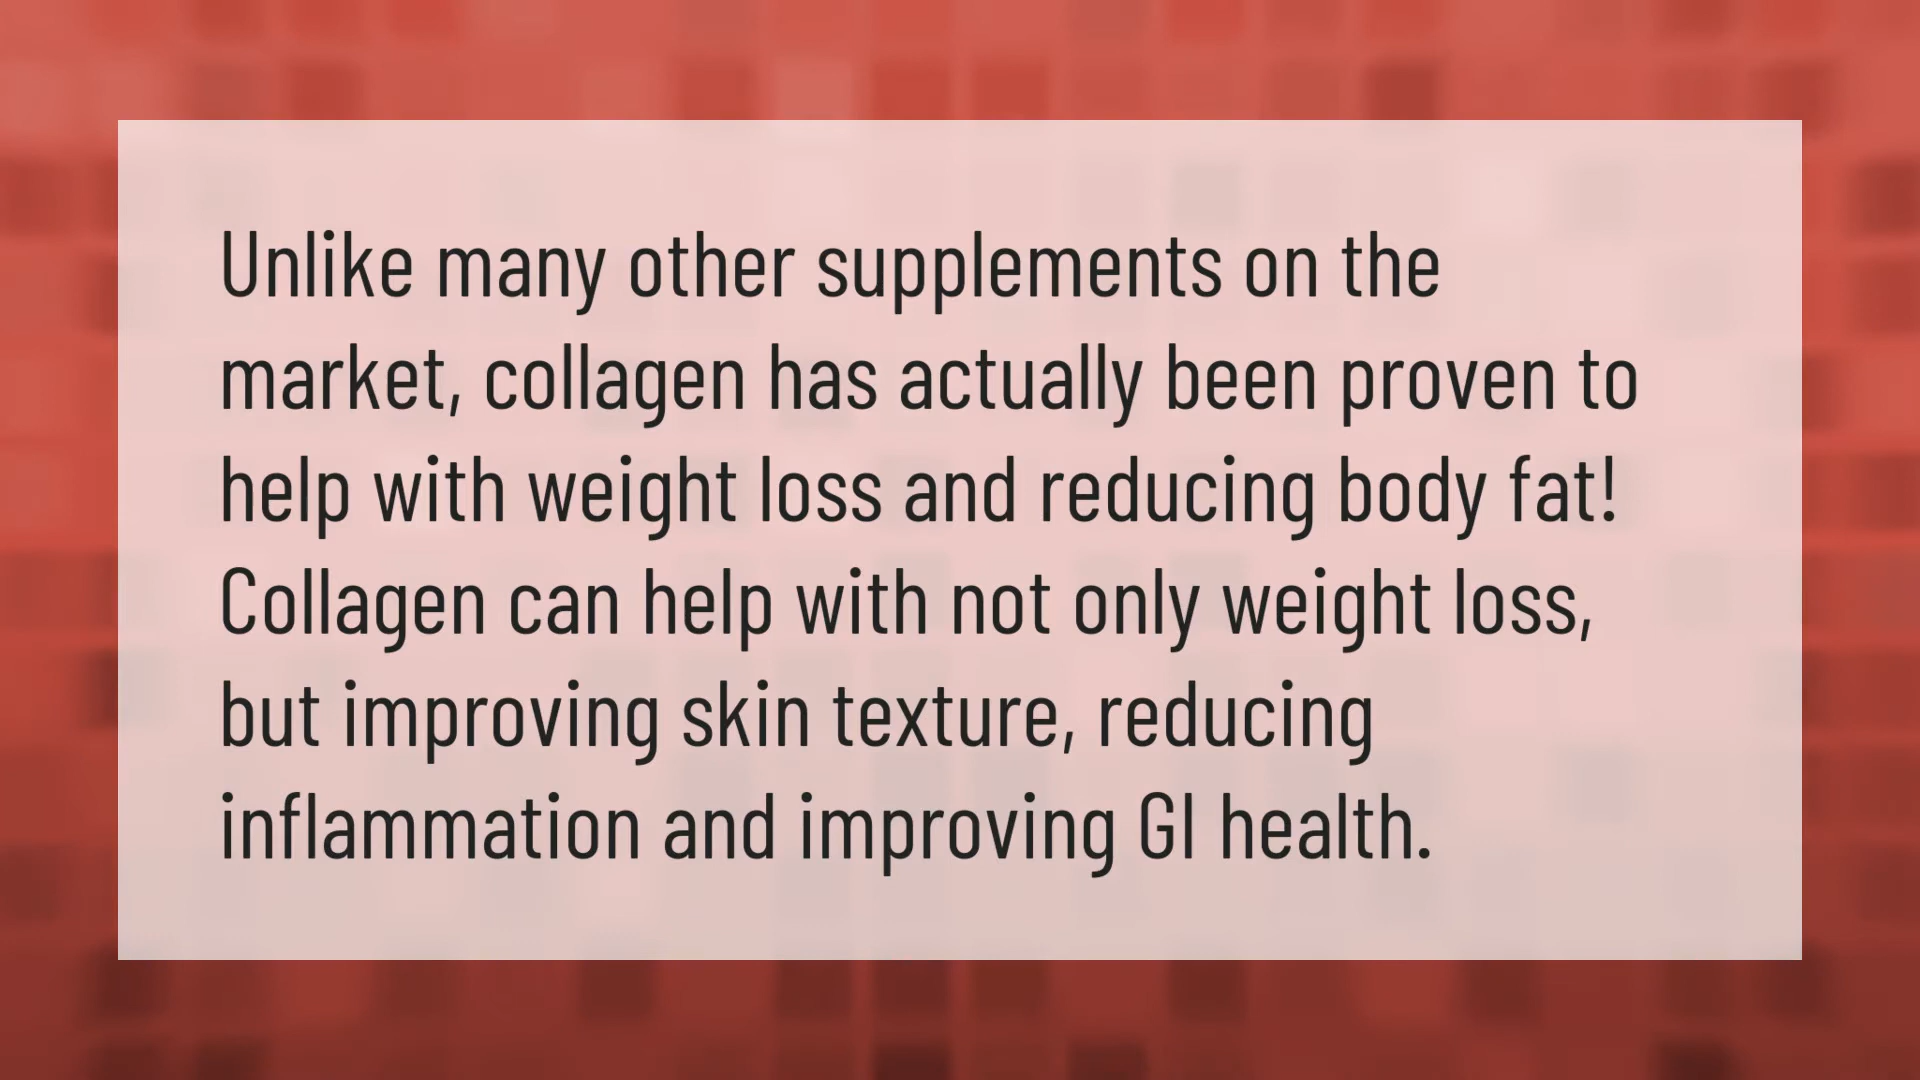 Unlike many other supplements on the
market, collagen has actually been proven to
help with weight loss and reducing body fat!
Collagen can help with not only weight loss,
but improving skin texture, reducing
inflammation and improving GI health.